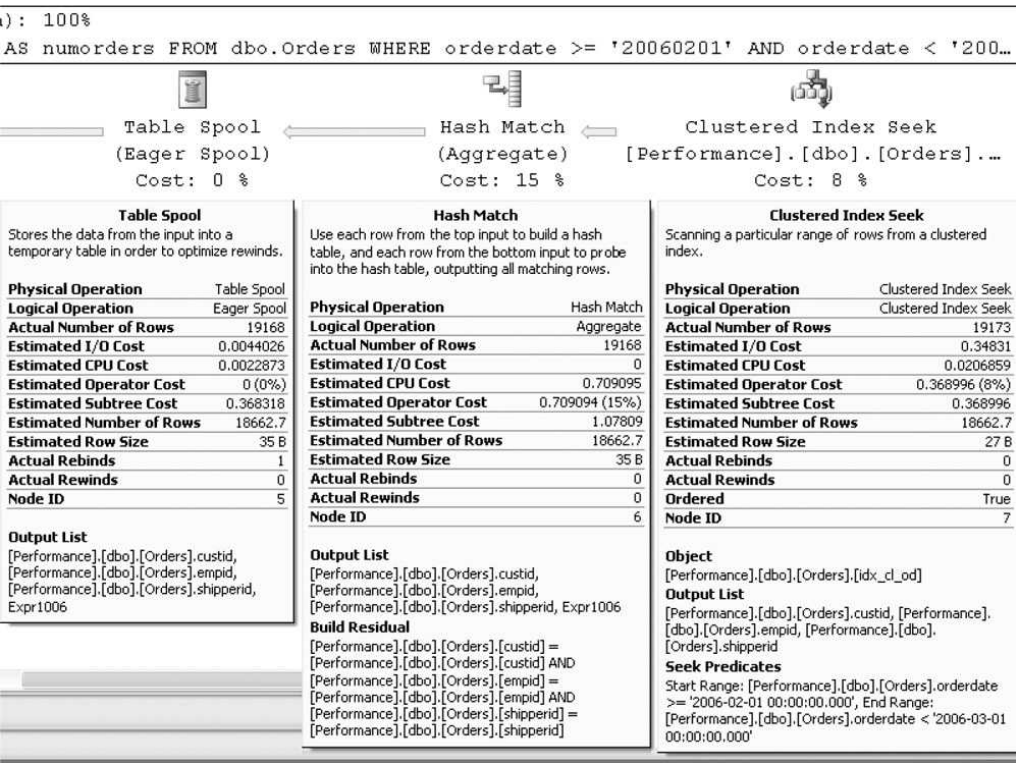 ): 100%
AS numorders FROM dbo.Orders WHERE orderdate >= '20060201' AND orderdate < '200…
Table Spool
(Eager Spool)
Cost: 0 %
Hash Match
(Aggregate)
Cost: 15 %
Clustered Index Seek
[Performance].[dbo].[Orders].…
Cost: 8 %
Table Spool
Stores the data from the input into a
temporary table in order to optimize rewinds.
Physical Operation Table Spool
Logical Operation Eager Spool
Actual Number of Rows 19168
Estimated I/O Cost 0.0044026
Estimated CPU Cost 0.0022873
Estimated Operator Cost 0 (0%)
Estimated Subtree Cost 0.368318
Estimated Number of Rows 18662.7
Estimated Row Size 35 B
Actual Rebinds 1
Actual Rewinds 0
Node ID 5
Output List
[Performance].[dbo].[Orders].custid,
[Performance].[dbo].[Orders].empid,
[Performance].[dbo].[Orders].shipperid,
Expr1006
Hash Match
Use each row from the top input to build a hash
table, and each row from the bottom input to probe
into the hash table, outputting all matching rows.
Physical Operation Hash Match
Logical Operation Aggregate
Actual Number of Rows 19168
Estimated I/O Cost 0
Estimated CPU Cost 0.709095
Estimated Operator Cost 0.709094 (15%)
Estimated Subtree Cost 1.07809
Estimated Number of Rows 18662.7
Estimated Row Size 35 B
Actual Rebinds 0
Actual Rewinds 0
Node ID 6
Output List
[Performance].[dbo].[Orders].custid,
[Performance].[dbo].[Orders].empid,
[Performance].[dbo].[Orders].shipperid, Expr1006
Build Residual
[Performance].[dbo].[Orders].[custid] =
[Performance].[dbo].[Orders].[custid] AND
[Performance].[dbo].[Orders].[empid] =
[Performance].[dbo].[Orders].[empid] AND
[Performance].[dbo].[Orders].[shipperid] =
[Performance].[dbo].[Orders].[shipperid]
Clustered Index Seek
Scanning a particular range of rows from a clustered
index.
Physical Operation Clustered Index Seek
Logical Operation Clustered Index Seek
Actual Number of Rows 19173
Estimated I/O Cost 0.34831
Estimated CPU Cost 0.0206859
Estimated Operator Cost 0.368996 (8%)
Estimated Subtree Cost 0.368996
Estimated Number of Rows 18662.7
Estimated Row Size 27 B
Actual Rebinds 0
Actual Rewinds 0
Ordered True
Node ID 7
Object
[Performance].[dbo].[Orders].[idx_cl_od]
Output List
[Performance].[dbo].[Orders].custid, [Performance].
[dbo].[Orders].empid, [Performance].[dbo].
[Orders].shipperid
Seek Predicates
Start Range: [Performance].[dbo].[Orders].orderdate
>= '2006-02-01 00:00:00.000', End Range:
[Performance].[dbo].[Orders].orderdate < '2006-03-01
00:00:00.000'